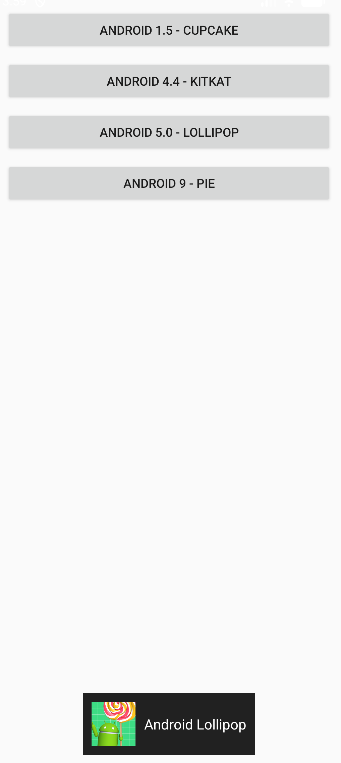 ANDROID 1.5 - CUPCAKE
ANDROID 4.4 - KITKAT
ANDROID 5.0 - LOLLIPOP
ANDROID 9 - PIE
Android Lollipop